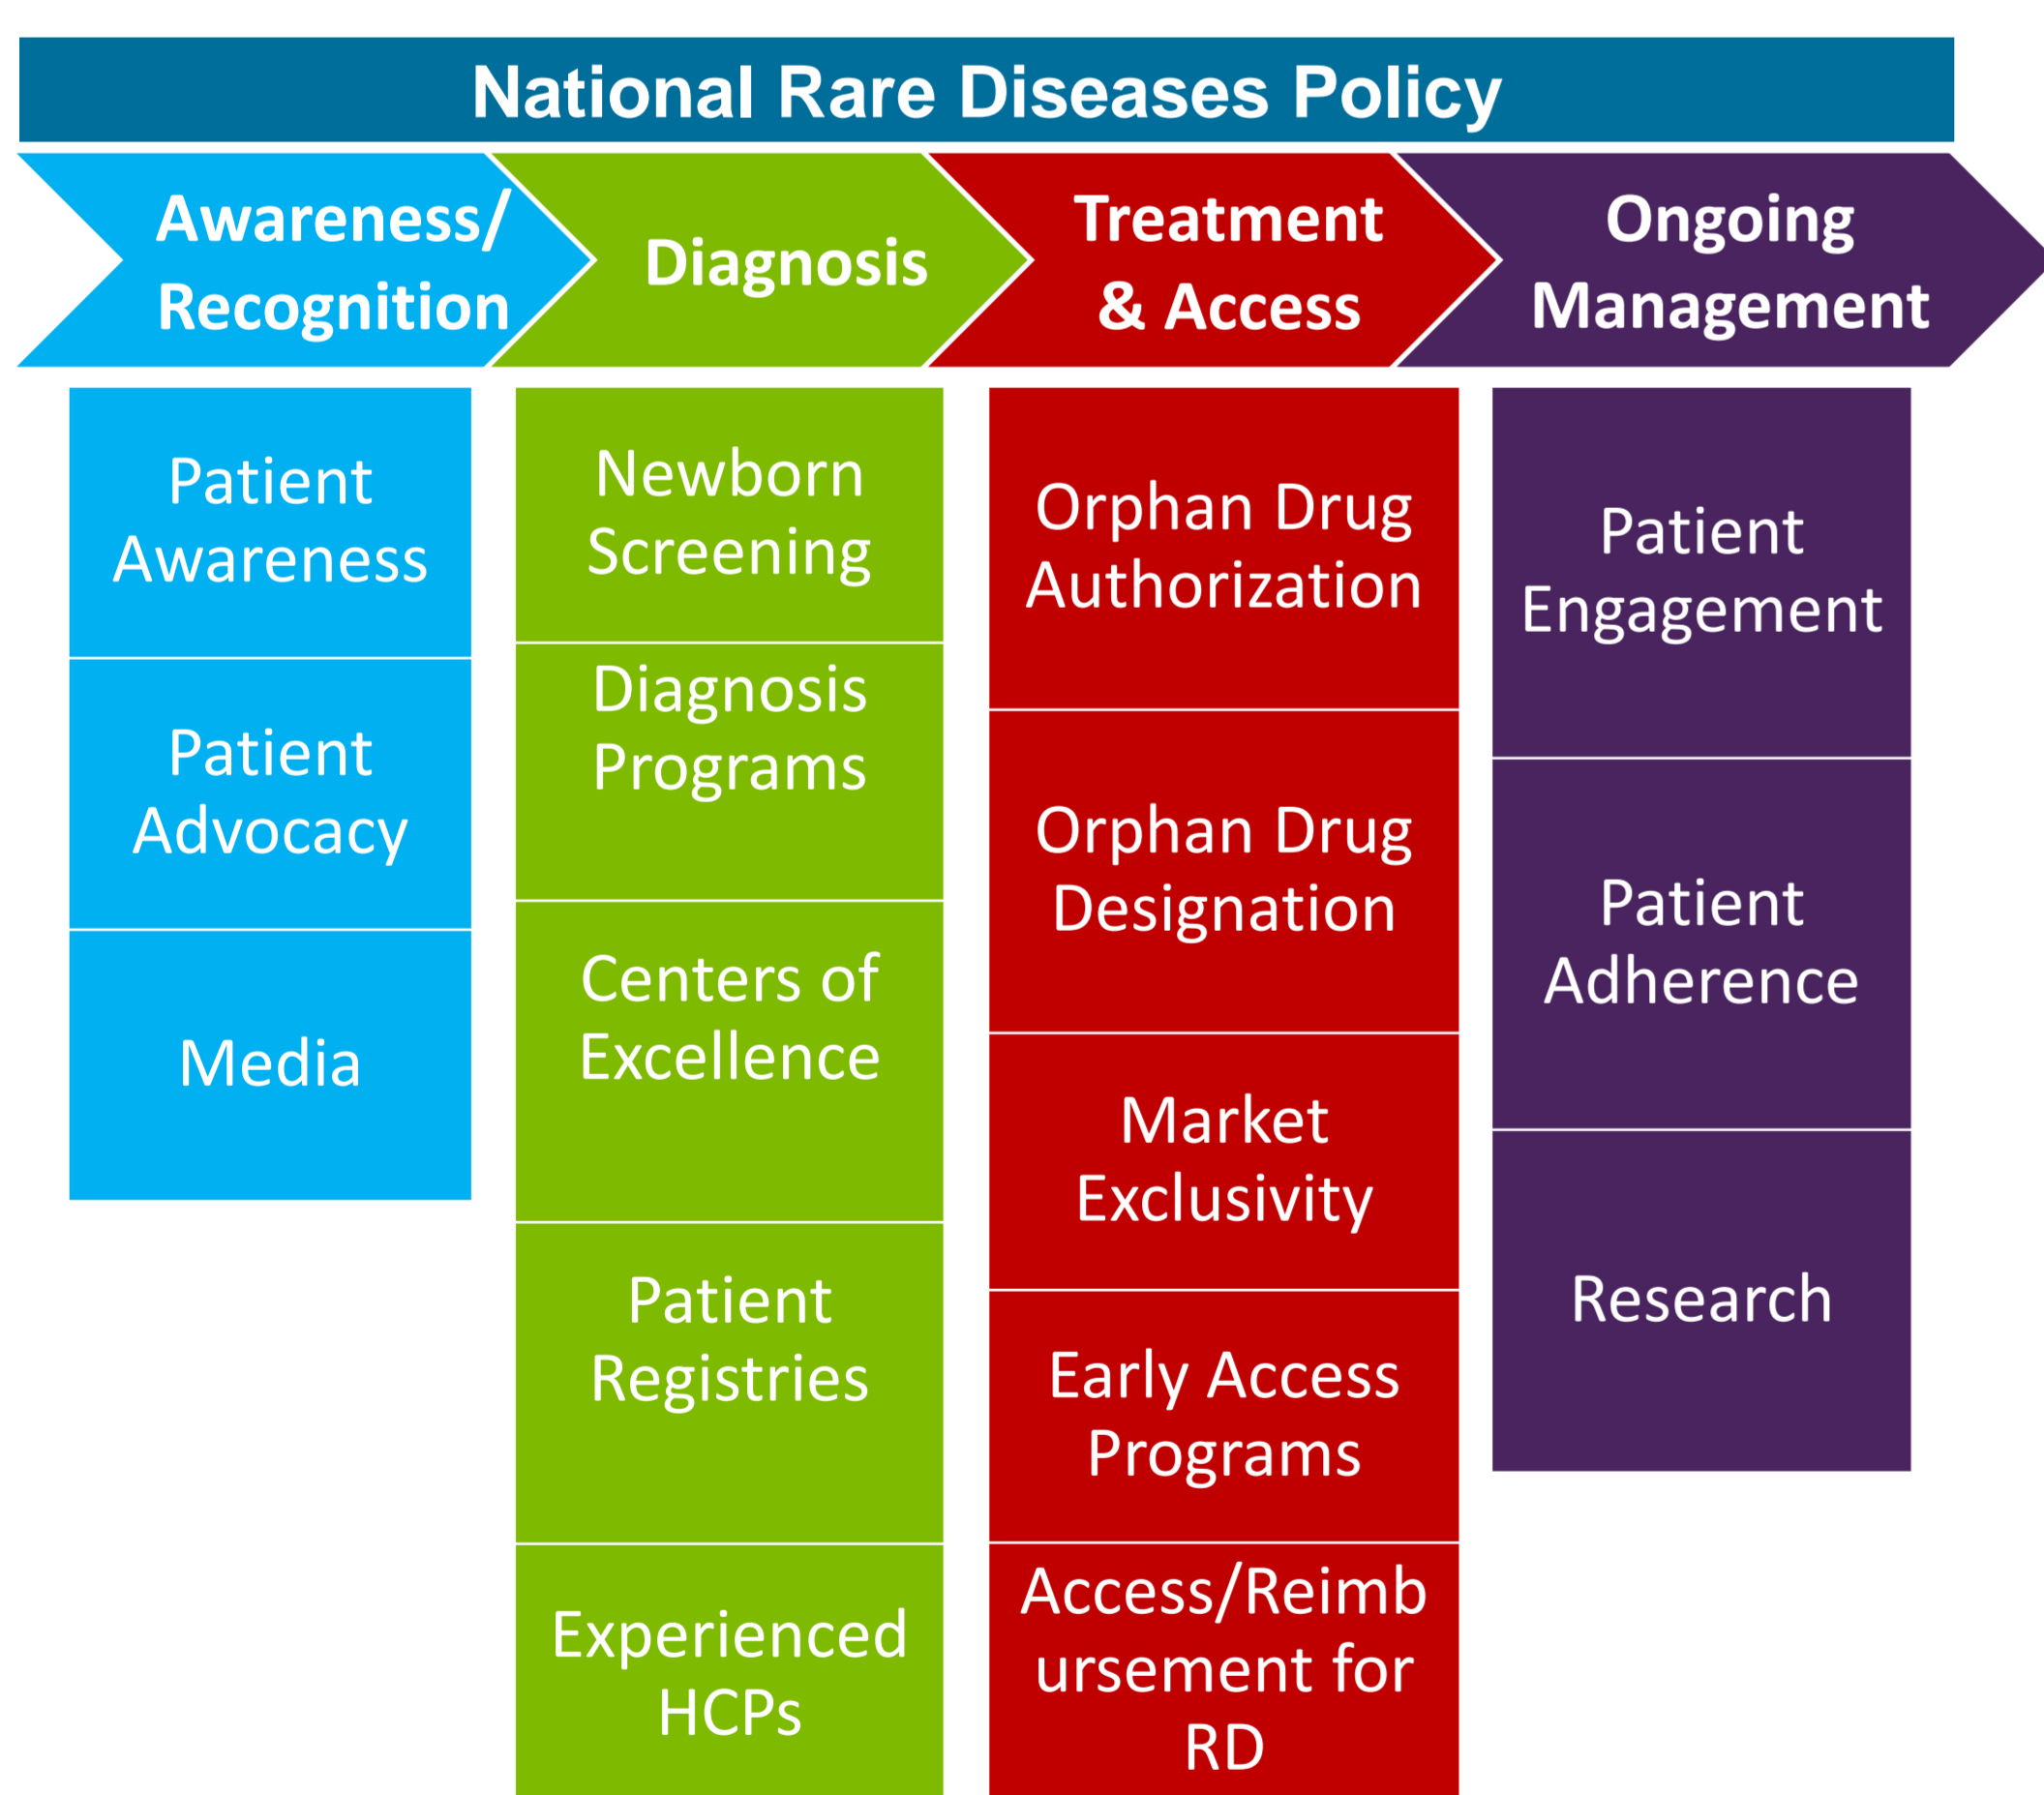 National Rare Diseases Policy
Awareness/
Recognition
Diagnosis
Treatment
& Access
Ongoing
Management
Patient
Awareness
Patient
Advocacy
Media
Newborn
Screening
Diagnosis
Programs
Centers of
Excellence
Patient
Registries
Experienced
HCPs
Orphan Drug
Authorization
Orphan Drug
Designation
Market
Exclusivity
Early Access
Programs
Access/Reimb
ursement for
RD
Patient
Engagement
Patient
Adherence
Research